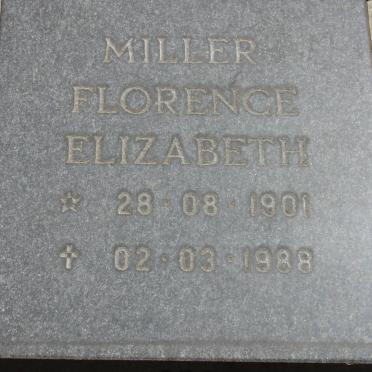 MILLER
FLORENCE
ELIZABETH
☆ 28·08·1901
✝ 02·03·1988